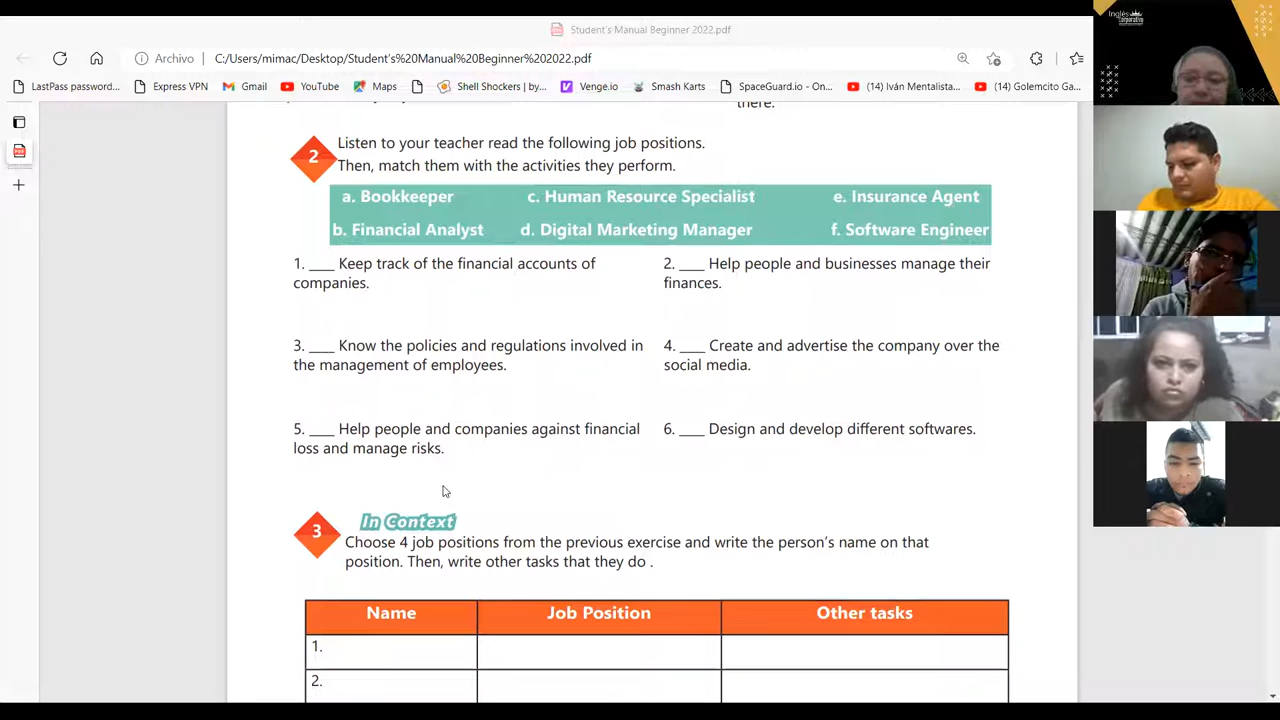 Student's Manual Beginner 2022.pdf
Archivo
C:/Users/mimac/Desktop/Student's%20Manual%20Beginner%202022.pdf
LastPass password...
Express VPN
Gmail
YouTube
Maps
Shell Shockers | by...
Venge.io
Smash Karts
SpaceGuard.io - On...
(14) Iván Mentalista...
(14) Golemcito Ga...
Inglés
Corporativo
there.
2
Listen to your teacher read the following job positions.
Then, match them with the activities they perform.
a. Bookkeeper
c. Human Resource Specialist
e. Insurance Agent
b. Financial Analyst
d. Digital Marketing Manager
f. Software Engineer
1. ___ Keep track of the financial accounts of
companies.
2. ___ Help people and businesses manage their
finances.
3. ___ Know the policies and regulations involved in
the management of employees.
4. ___ Create and advertise the company over the
social media.
5. ___ Help people and companies against financial
loss and manage risks.
6. ___ Design and develop different softwares.
3
In Context
Choose 4 job positions from the previous exercise and write the person's name on that
position. Then, write other tasks that they do .
Name
Job Position
Other tasks
1.
2.